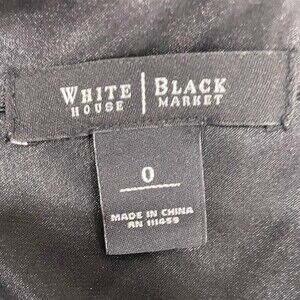 WHITE | BLACK
HOUSE | MARKET
0
MADE IN CHINA
RN 111459